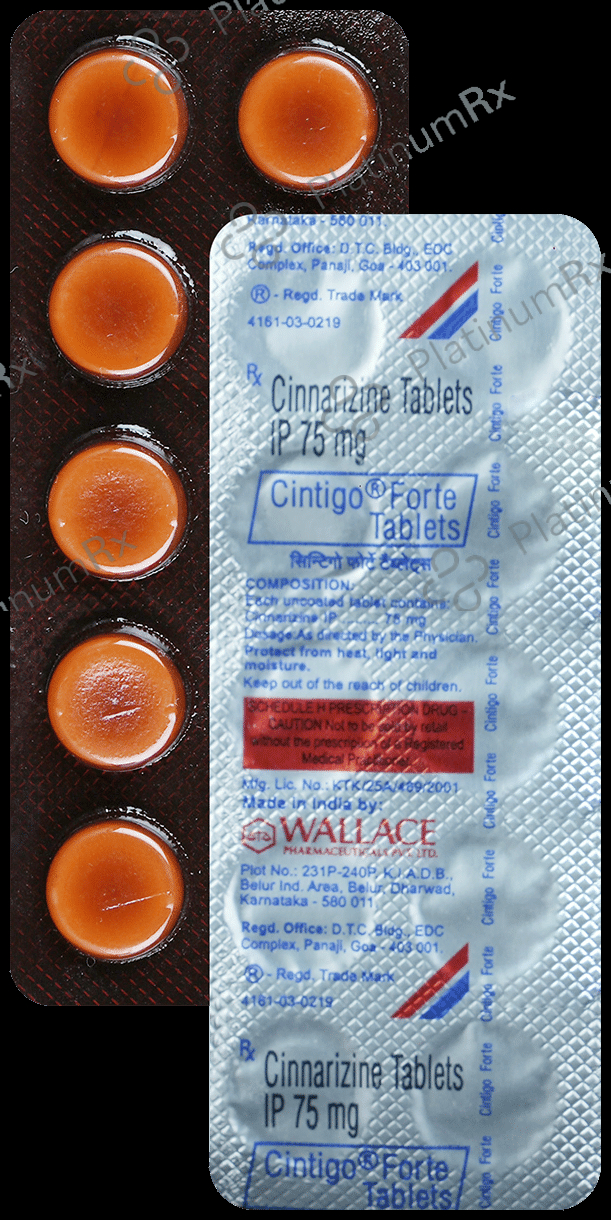 PlatinumRx
Karnataka - 580 011.
Regd. Office: D.T.C. Bldg., EDC
Complex, Panaji, Goa - 403 001.
® - Regd. Trade Mark
4161-03-0219
Rx
Cinnarizine Tablets
IP 75 mg
Cintigo® Forte
Tablets
सिन्टिगो फोर्टे टैब्लेट्स
COMPOSITION:
Each uncoated tablet contains:
Cinnarizine IP ........ 75 mg
Dosage: As directed by the Physician.
Protect from heat, light and
moisture.
Keep out of the reach of children.
SCHEDULE H PRESCRIPTION DRUG -
CAUTION Not to be sold by retail
without the prescription of a Registered
Medical Practitioner.
Mfg. Lic. No.: KTK/25A/489/2001
Made in India by:
WALLACE
PHARMACEUTICALS PVT. LTD.
Plot No.: 231P-240P, K.I.A.D.B.,
Belur Ind. Area, Belur, Dharwad,
Karnataka - 580 011.
Regd. Office: D.T.C. Bldg., EDC
Complex, Panaji, Goa - 403 001.
® - Regd. Trade Mark
4161-03-0219
Rx
Cinnarizine Tablets
IP 75 mg
Cintigo® Forte
Tablets
Cintigo Forte Cintigo Forte Cintigo Forte Cintigo Forte Cintigo Forte Cintigo Forte Cintigo Forte Cintigo Forte